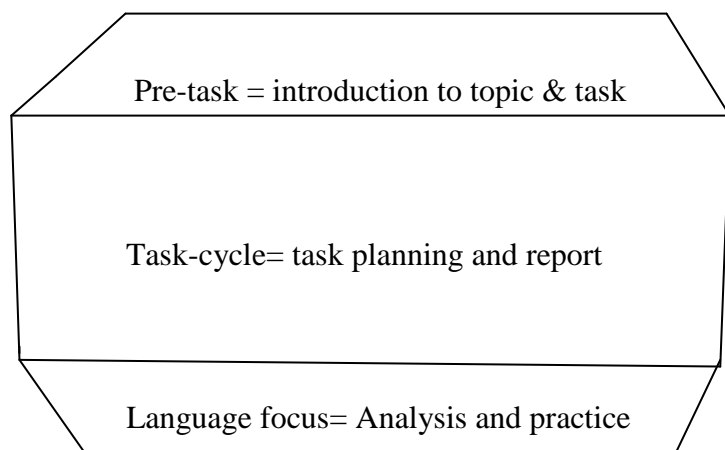 Pre-task = introduction to topic & task
Task-cycle= task planning and report
Language focus= Analysis and practice